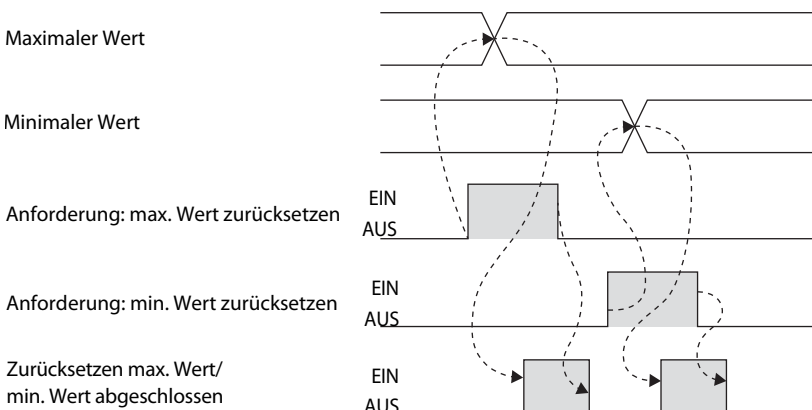 Maximaler Wert
Minimaler Wert
EIN
Anforderung: max. Wert zurücksetzen
AUS
EIN
Anforderung: min. Wert zurücksetzen
AUS
Zurücksetzen max. Wert/
EIN
min. Wert abgeschlossen
AUS